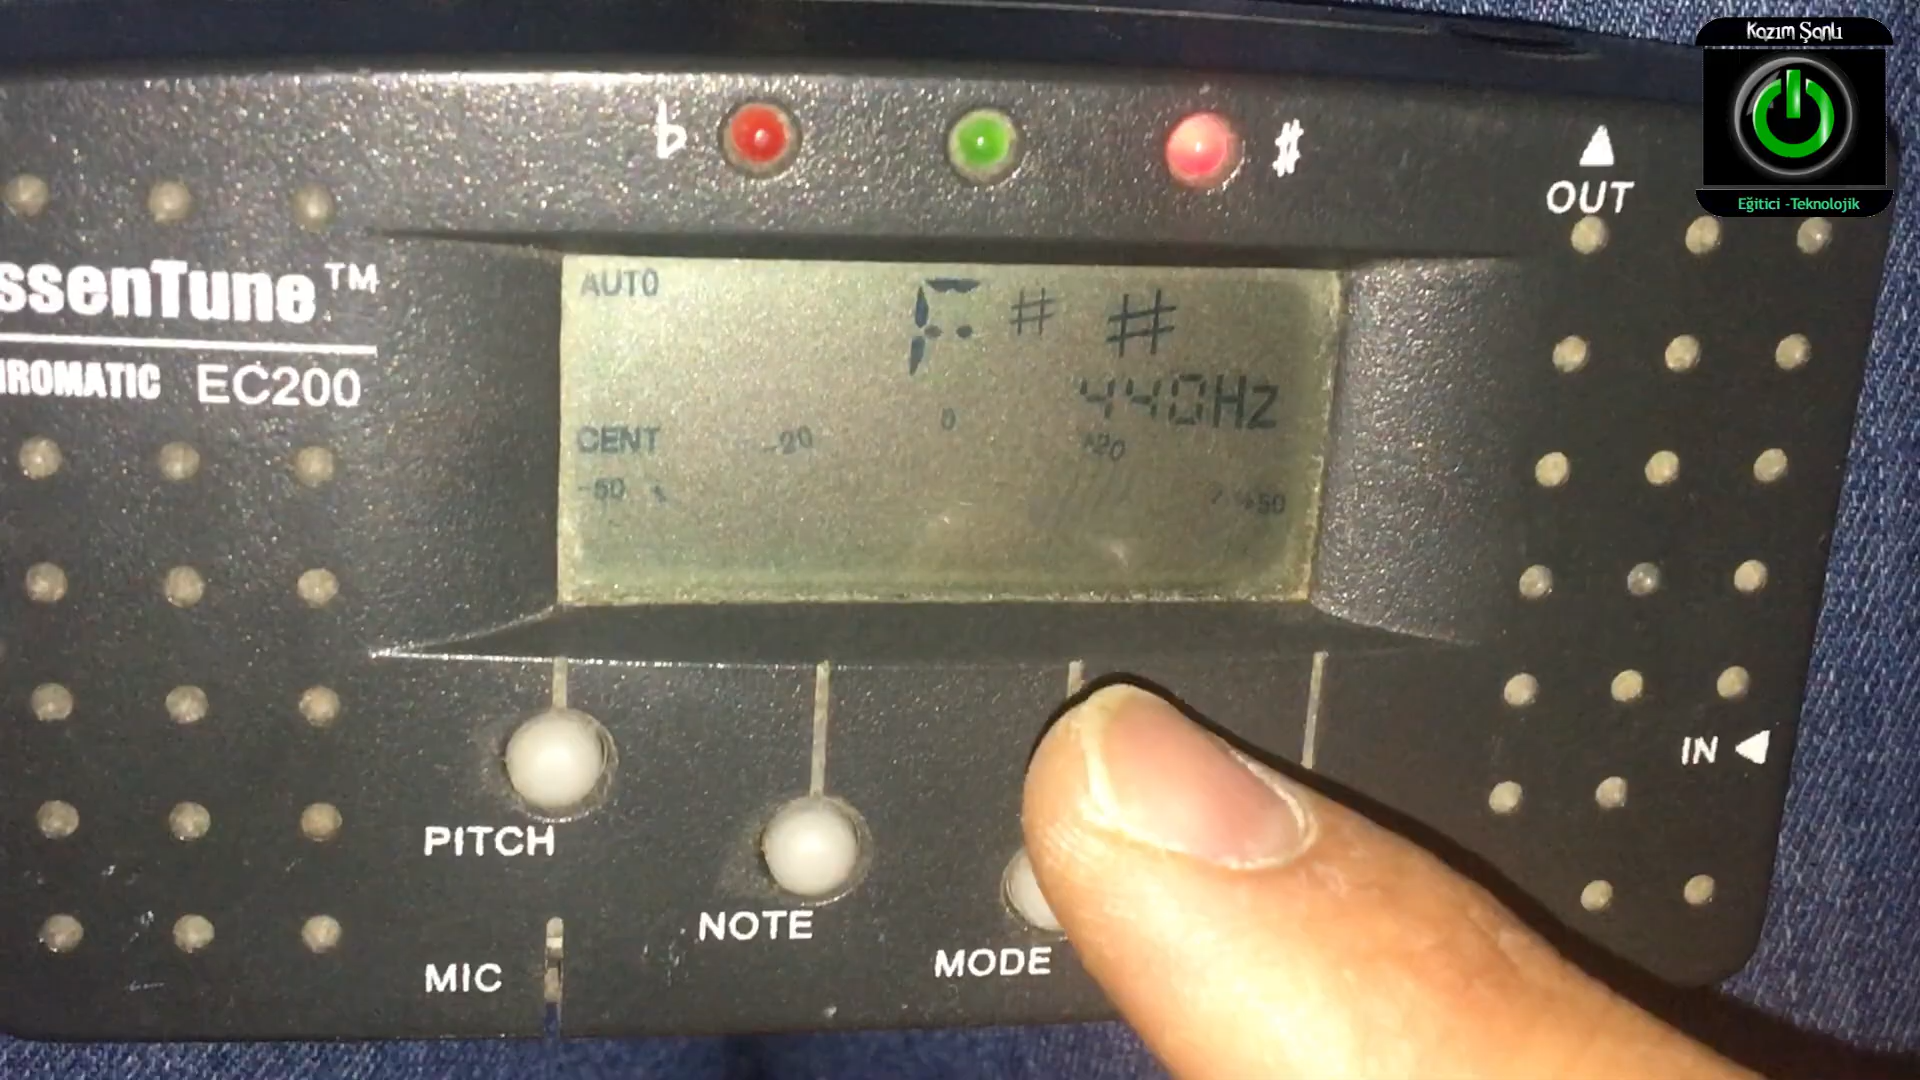 Kazım Şanlı
Eğitici -Teknolojik
b
#
OUT
ssenTune™
HROMATIC EC200
AUTO
F # #
440Hz
CENT -20 0 +20
-50 +50
PITCH
NOTE
MODE
MIC
IN